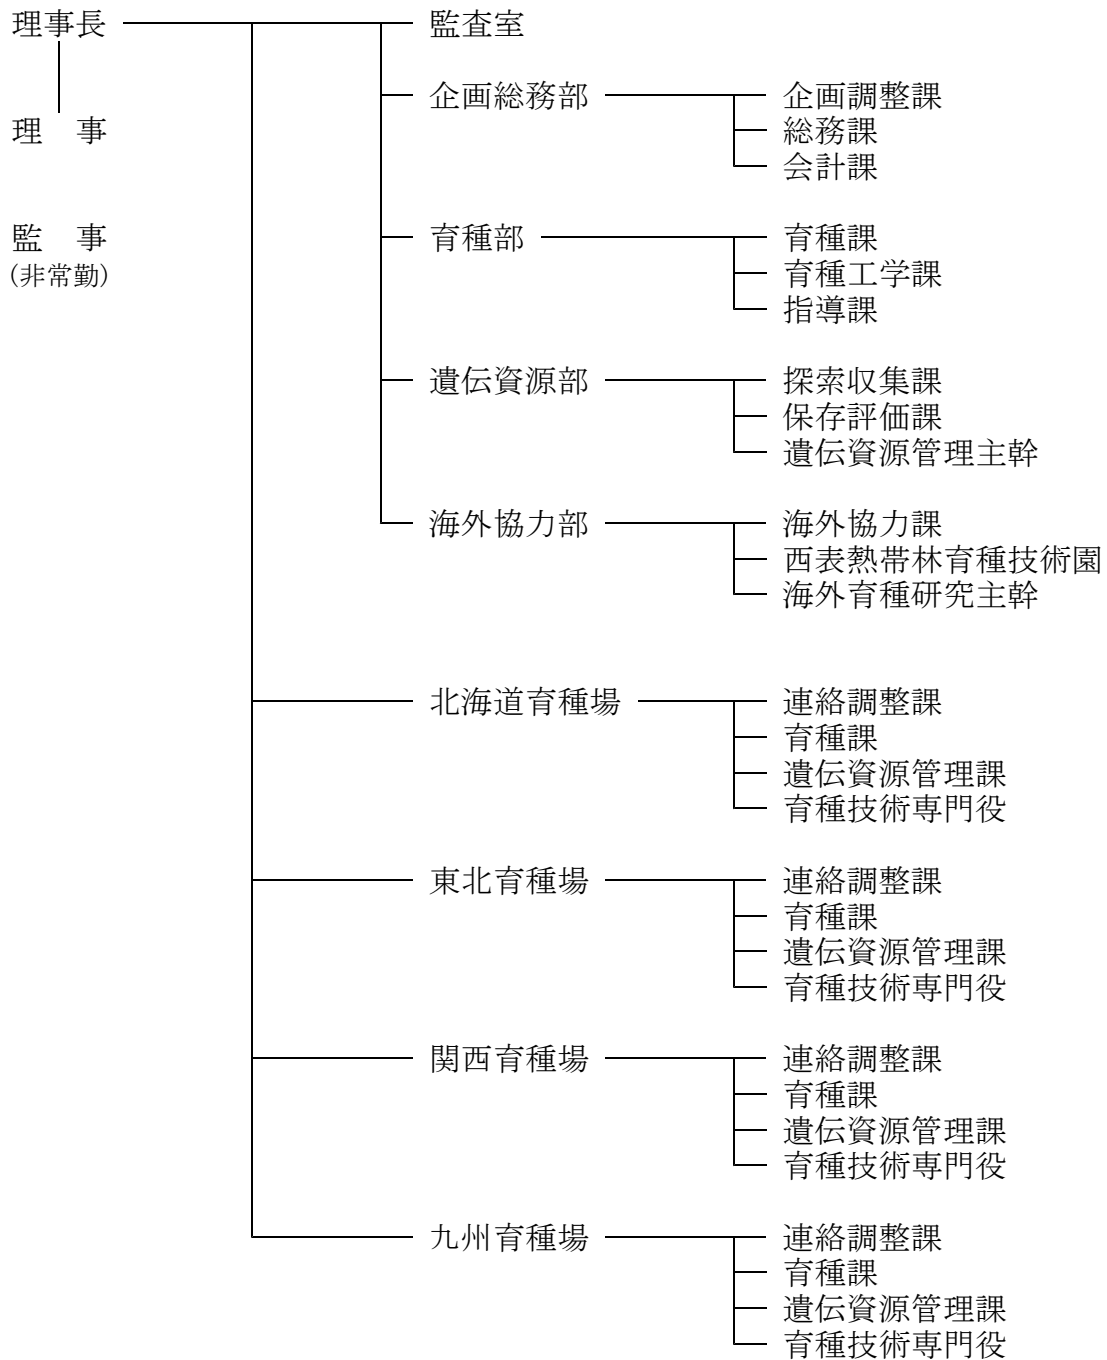 理事長 監査室
企画総務部 企画調整課
理　事 総務課
会計課
監　事 育種部 育種課
(非常勤) 育種工学課
指導課
遺伝資源部 探索収集課
保存評価課
遺伝資源管理主幹
海外協力部 海外協力課
西表熱帯林育種技術園
海外育種研究主幹
北海道育種場 連絡調整課
育種課
遺伝資源管理課
育種技術専門役
東北育種場 連絡調整課
育種課
遺伝資源管理課
育種技術専門役
関西育種場 連絡調整課
育種課
遺伝資源管理課
育種技術専門役
九州育種場 連絡調整課
育種課
遺伝資源管理課
育種技術専門役